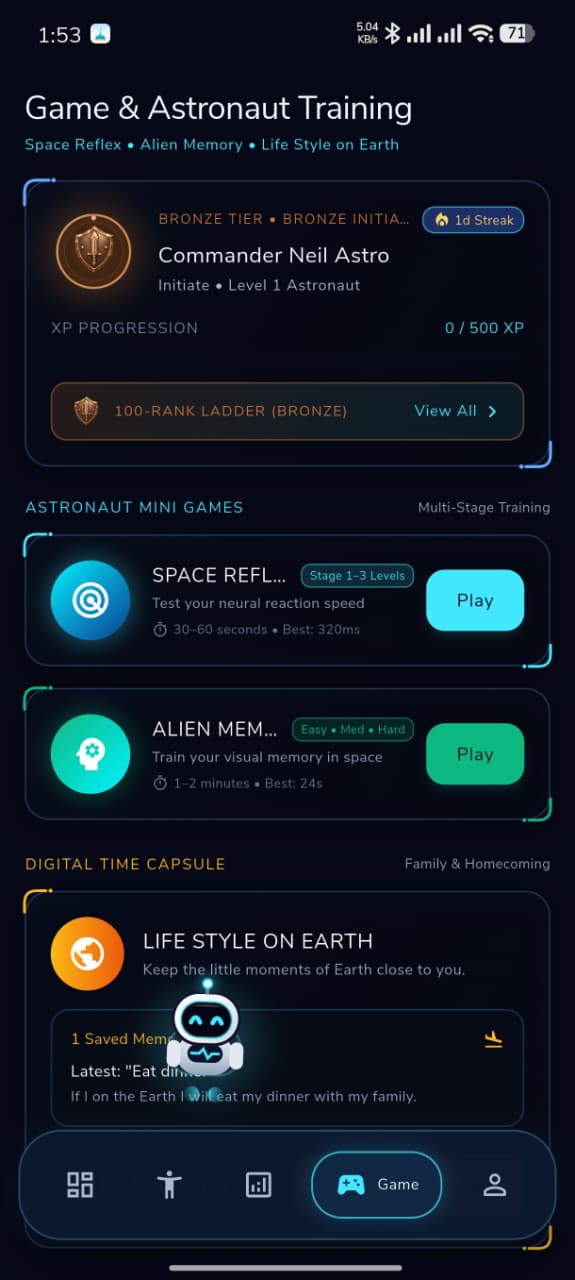 1:53
5.04 KB/s
71
Game & Astronaut Training
Space Reflex • Alien Memory • Life Style on Earth
BRONZE TIER • BRONZE INITIA...
1d Streak
Commander Neil Astro
Initiate • Level 1 Astronaut
XP PROGRESSION
0 / 500 XP
100-RANK LADDER (BRONZE)
View All
ASTRONAUT MINI GAMES
Multi-Stage Training
SPACE REFL...
Stage 1–3 Levels
Test your neural reaction speed
30–60 seconds • Best: 320ms
Play
ALIEN MEM...
Easy • Med • Hard
Train your visual memory in space
1–2 minutes • Best: 24s
Play
DIGITAL TIME CAPSULE
Family & Homecoming
LIFE STYLE ON EARTH
Keep the little moments of Earth close to you.
1 Saved
Latest: "Eat
If I on the Earth I will eat my dinner with my family.
Game